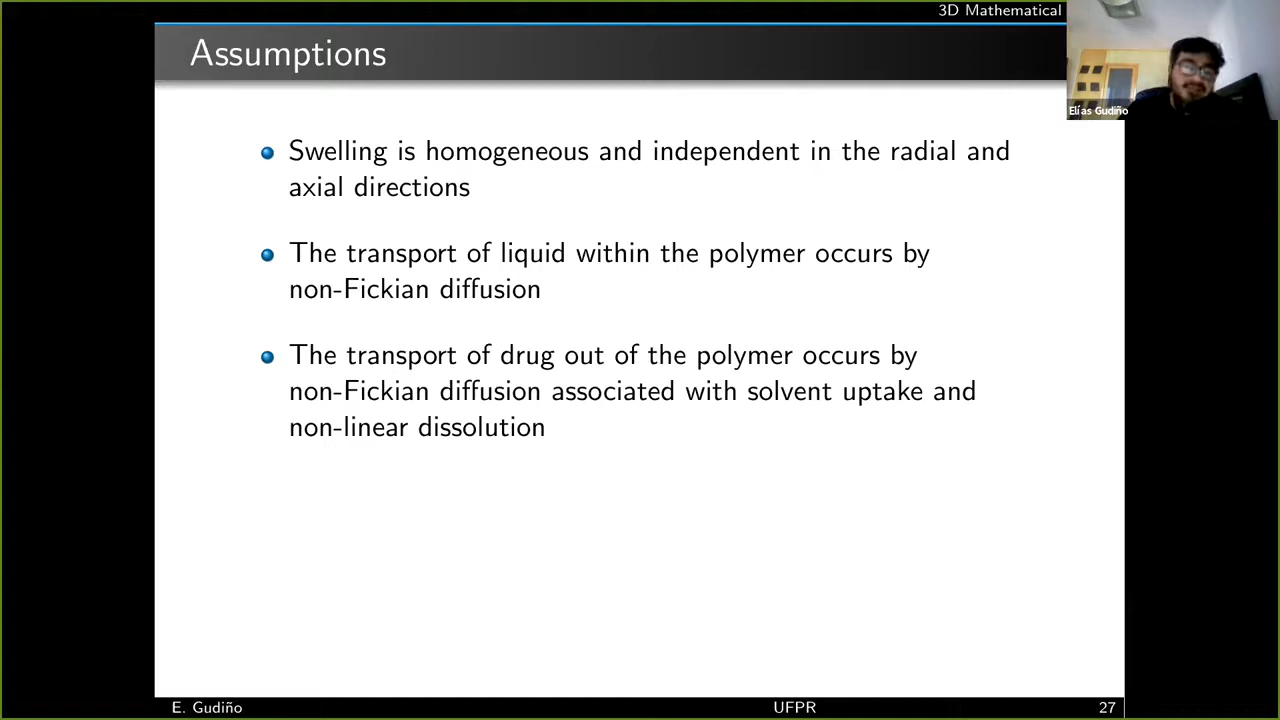 3D Mathematical
Assumptions
Elías Gudiño
Swelling is homogeneous and independent in the radial and
axial directions
The transport of liquid within the polymer occurs by
non-Fickian diffusion
The transport of drug out of the polymer occurs by
non-Fickian diffusion associated with solvent uptake and
non-linear dissolution
E. Gudiño UFPR 27